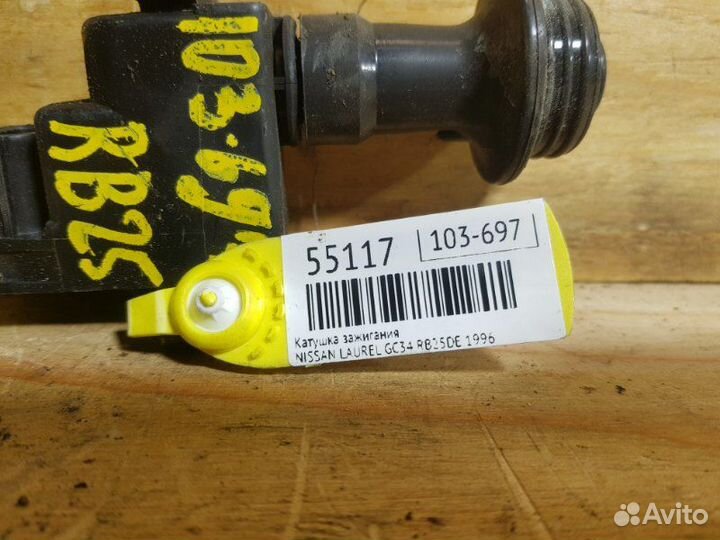 103-697
RB25
55117
103-697
Катушка зажигания
NISSAN LAUREL GC34 RB25DE 1996
Avito